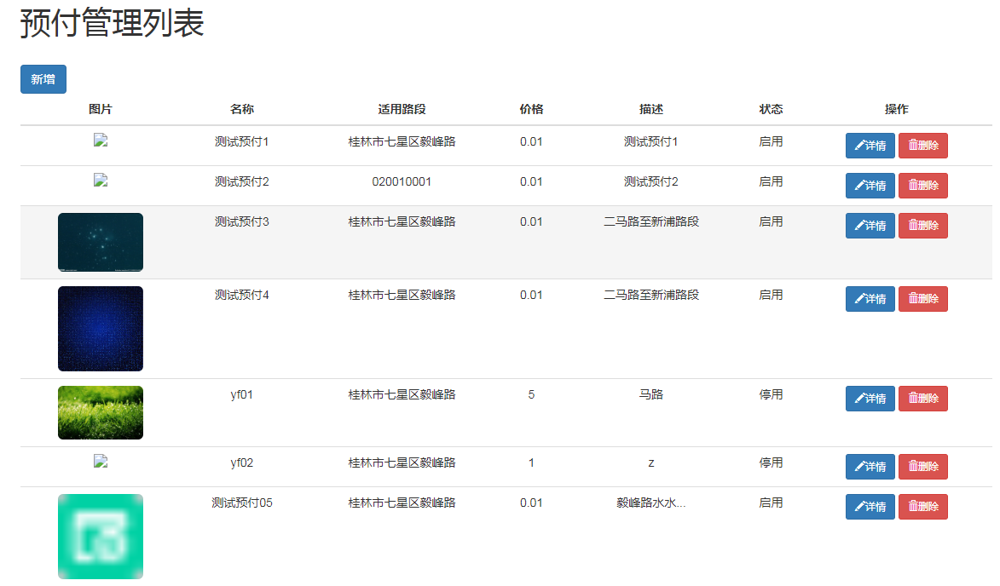 预付管理列表
新增
图片 名称 适用路段 价格 描述 状态 操作
测试预付1 桂林市七星区毅峰路 0.01 测试预付1 启用 详情 删除
测试预付2 020010001 0.01 测试预付2 启用 详情 删除
测试预付3 桂林市七星区毅峰路 0.01 二马路至新浦路段 启用 详情 删除
测试预付4 桂林市七星区毅峰路 0.01 二马路至新浦路段 启用 详情 删除
yf01 桂林市七星区毅峰路 5 马路 停用 详情 删除
yf02 桂林市七星区毅峰路 1 z 停用 详情 删除
测试预付05 桂林市七星区毅峰路 0.01 毅峰路水水... 启用 详情 删除